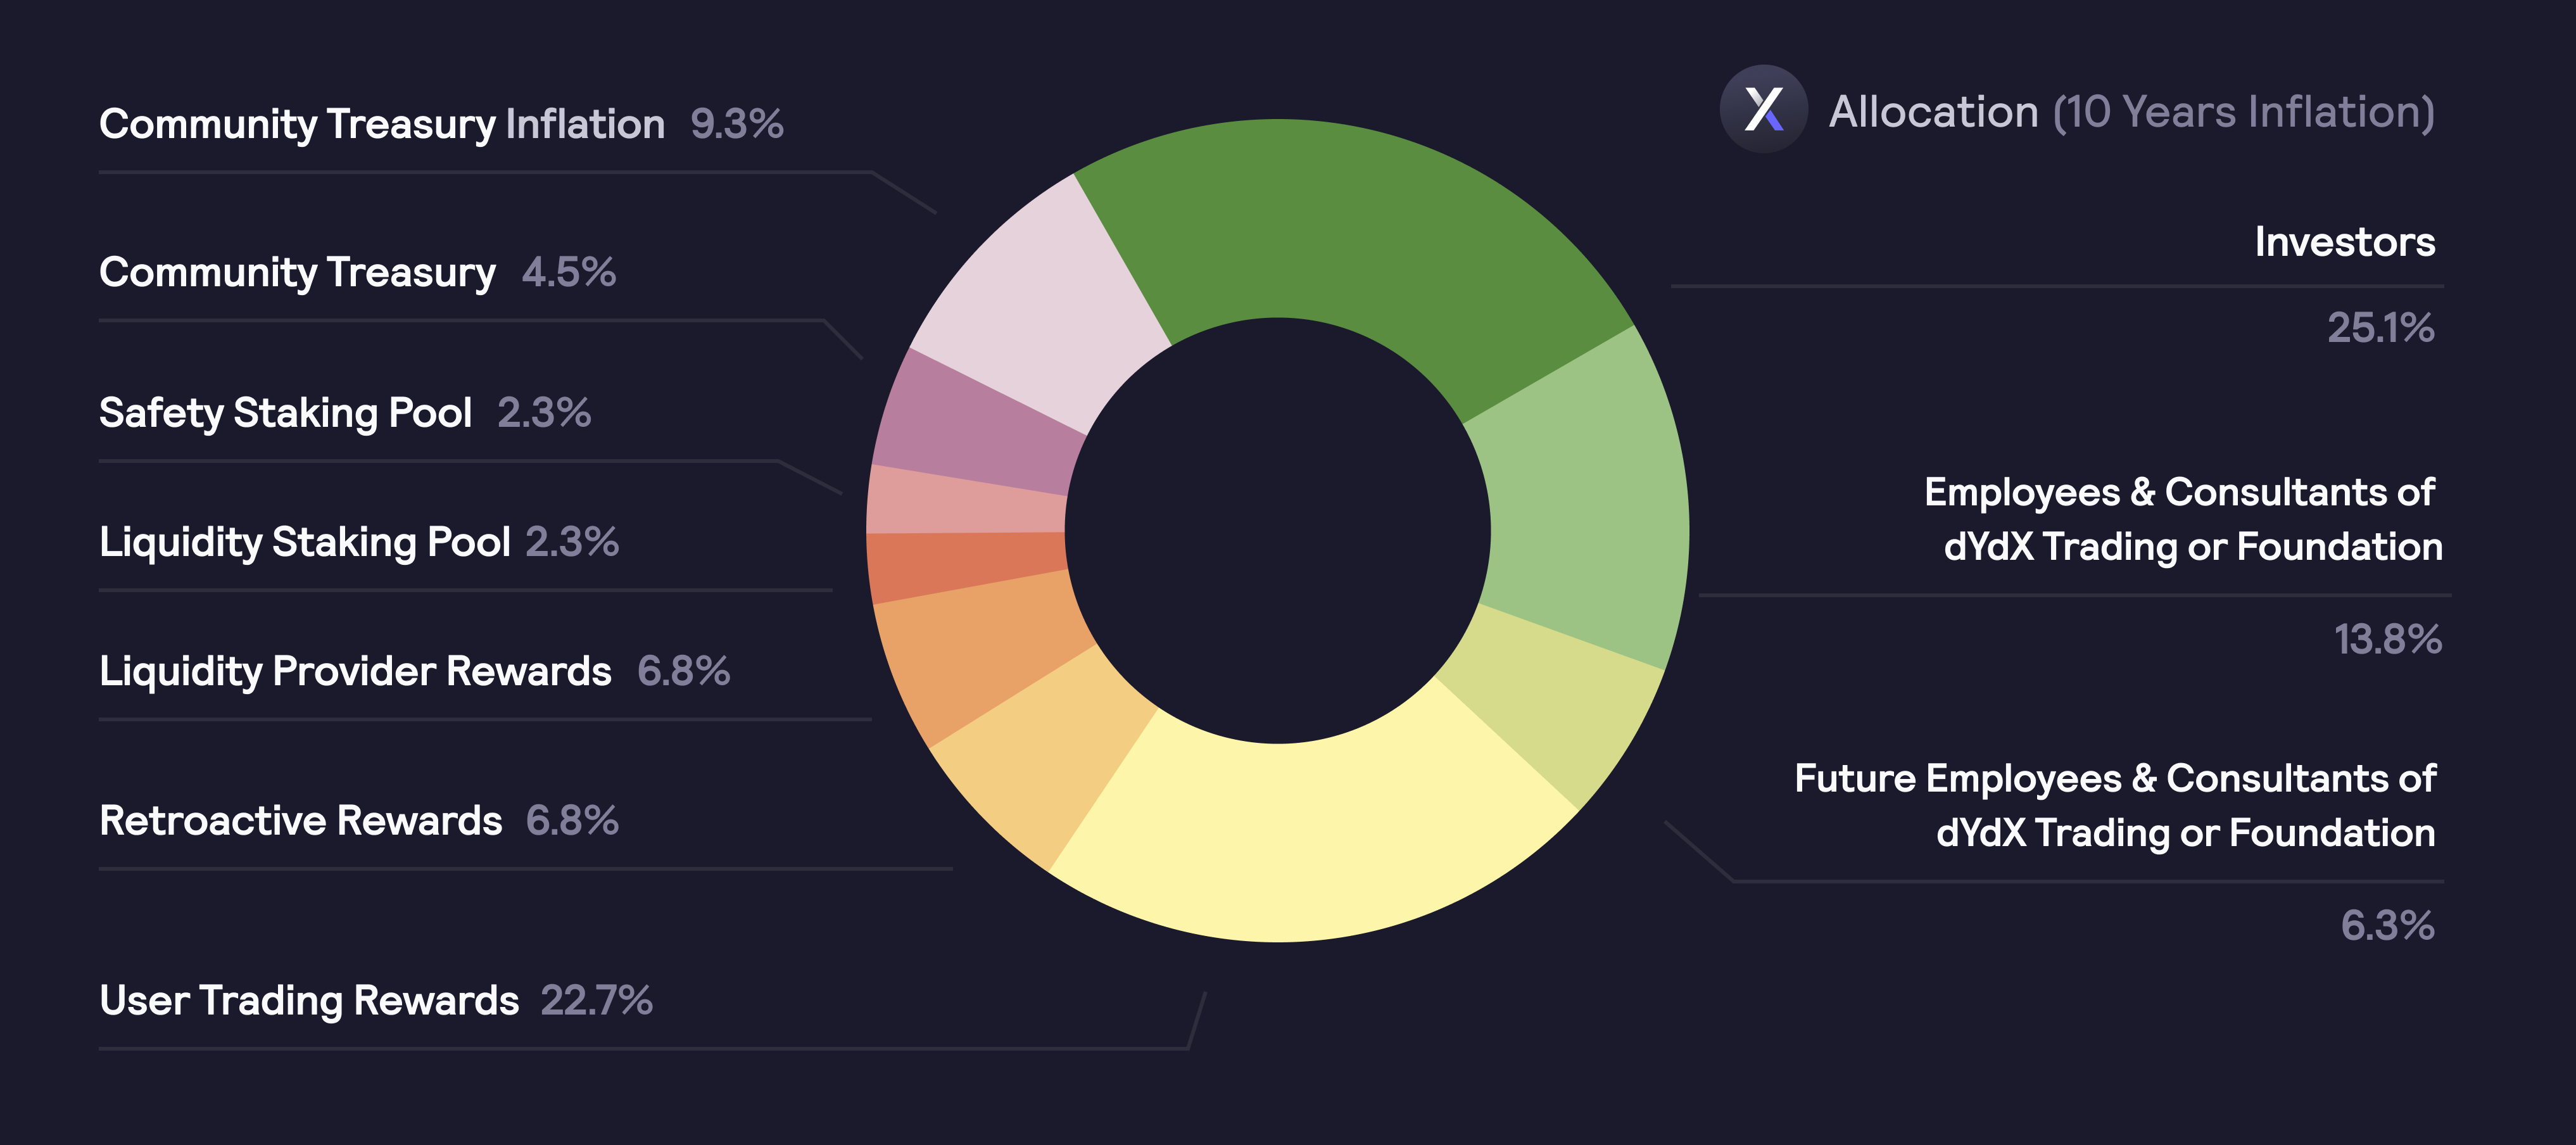 Allocation (10 Years Inflation)
Community Treasury Inflation 9.3%
Community Treasury 4.5%
Safety Staking Pool 2.3%
Liquidity Staking Pool 2.3%
Liquidity Provider Rewards 6.8%
Retroactive Rewards 6.8%
User Trading Rewards 22.7%
Investors
25.1%
Employees & Consultants of
dYdX Trading or Foundation
13.8%
Future Employees & Consultants of
dYdX Trading or Foundation
6.3%